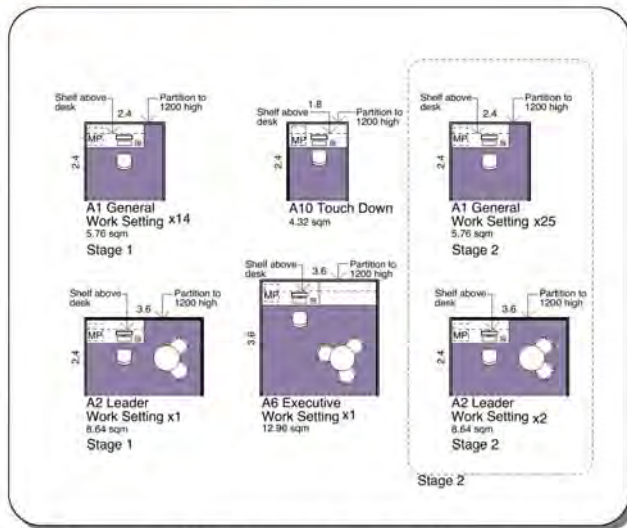 Shelf above desk
2.4
Partition to 1200 high
MP
2.4
A1 General
Work Setting x14
5.76 sqm
Stage 1
Shelf above desk
1.8
Partition to 1200 high
MP
2.4
A10 Touch Down
4.32 sqm
Shelf above desk
2.4
Partition to 1200 high
MP
2.4
A1 General
Work Setting x25
5.76 sqm
Stage 2
Shelf above desk
3.6
Partition to 1200 high
MP
2.4
A2 Leader
Work Setting x1
8.64 sqm
Stage 1
Shelf above desk
3.6
Partition to 1200 high
MP
3.6
A6 Executive
Work Setting x1
12.96 sqm
Shelf above desk
3.6
Partition to 1200 high
MP
2.4
A2 Leader
Work Setting x2
8.64 sqm
Stage 2
Stage 2